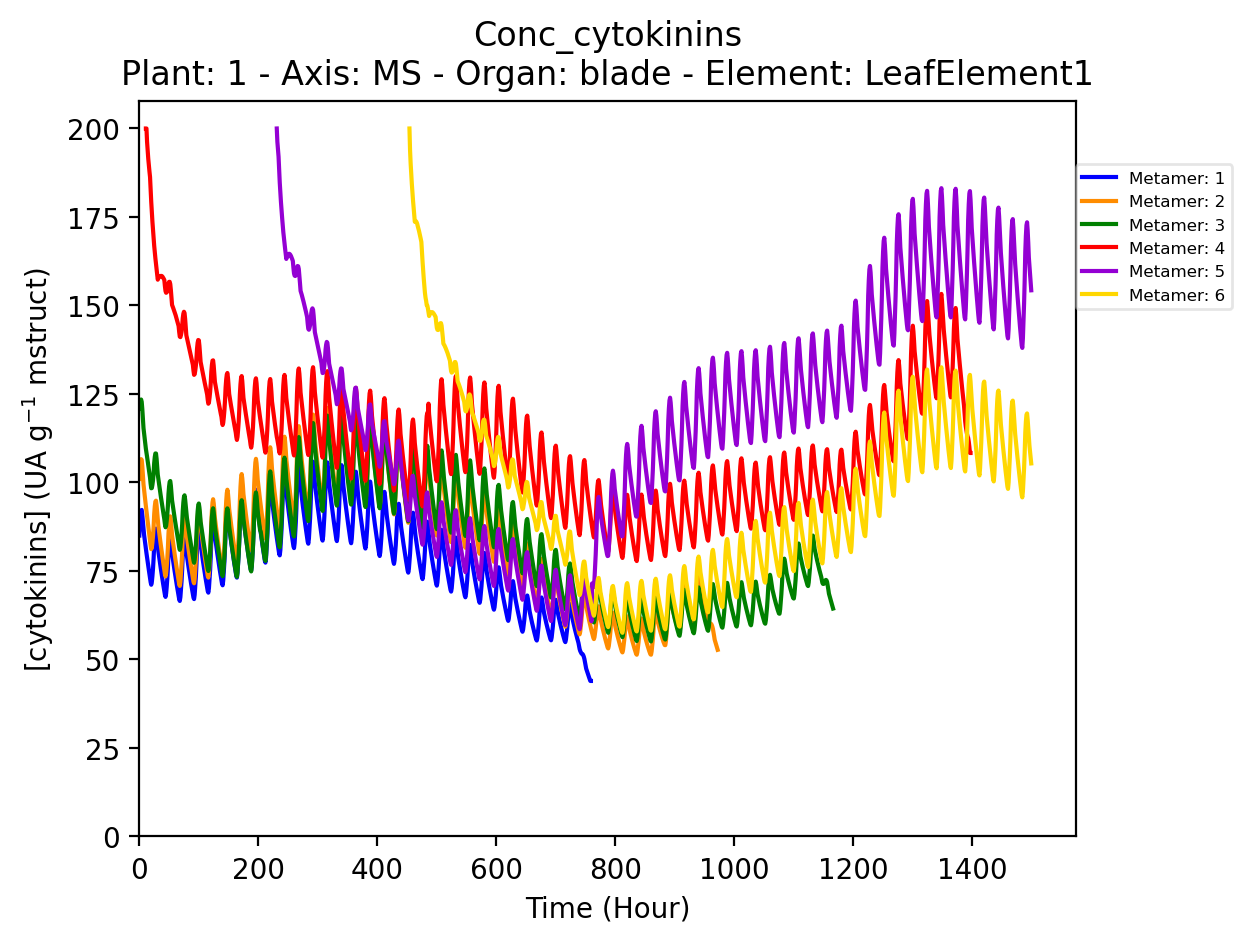 Conc_cytokinins
Plant: 1 - Axis: MS - Organ: blade - Element: LeafElement1
[cytokinins] (UA g⁻¹ mstruct)
200
175
150
125
100
75
50
25
0
0 200 400 600 800 1000 1200 1400
Time (Hour)
Metamer: 1
Metamer: 2
Metamer: 3
Metamer: 4
Metamer: 5
Metamer: 6